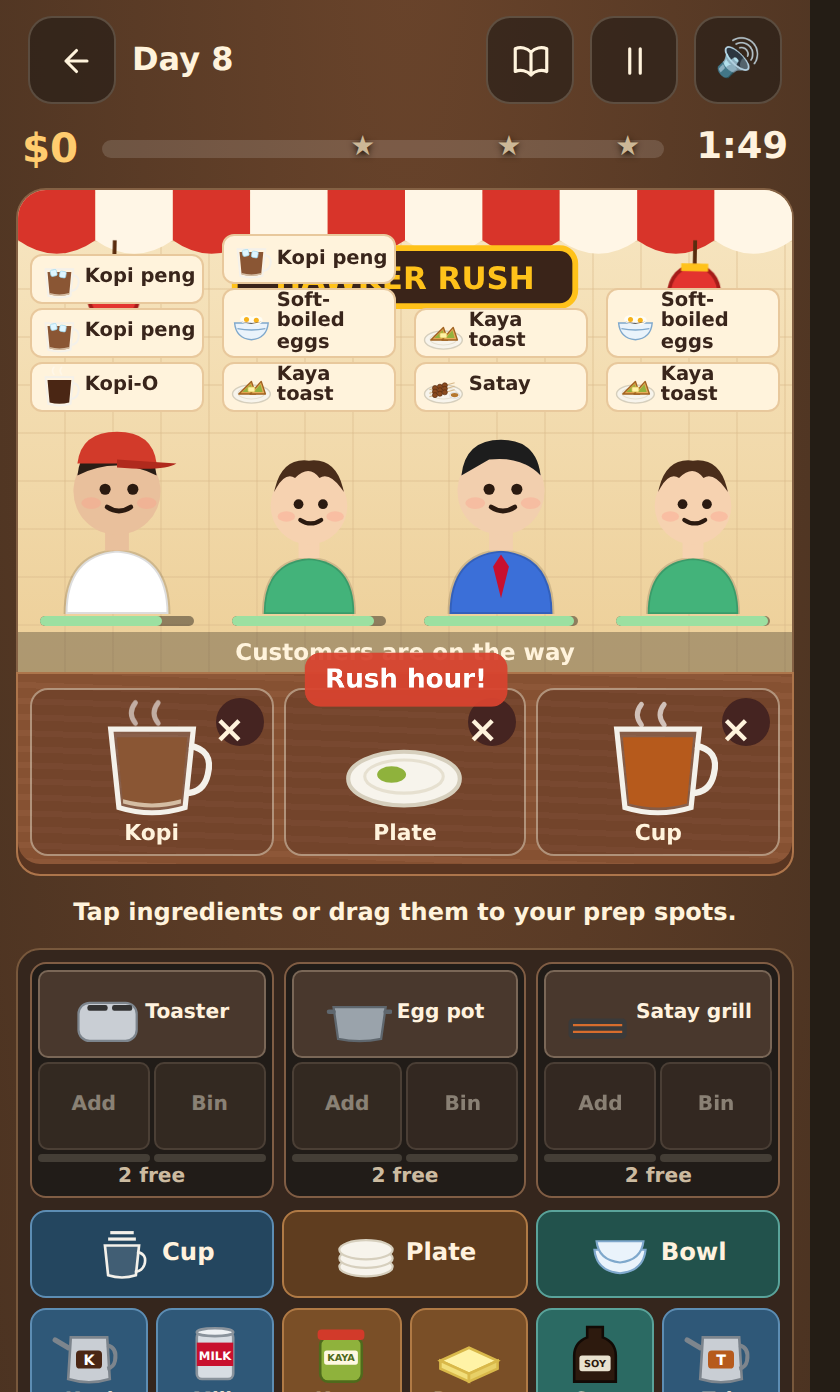 Day 8
$0
1:49
Kopi peng
Kopi peng
Kopi-O
Kopi peng
Soft-
boiled
eggs
Kaya
toast
ER RUSH
Kaya
toast
Satay
Soft-
boiled
eggs
Kaya
toast
Customers are on the way
Rush hour!
Kopi
Plate
Cup
Tap ingredients or drag them to your prep spots.
Toaster
Egg pot
Satay grill
Add
Bin
Add
Bin
Add
Bin
2 free
2 free
2 free
Cup
Plate
Bowl
K
MILK
KAYA
SOY
T